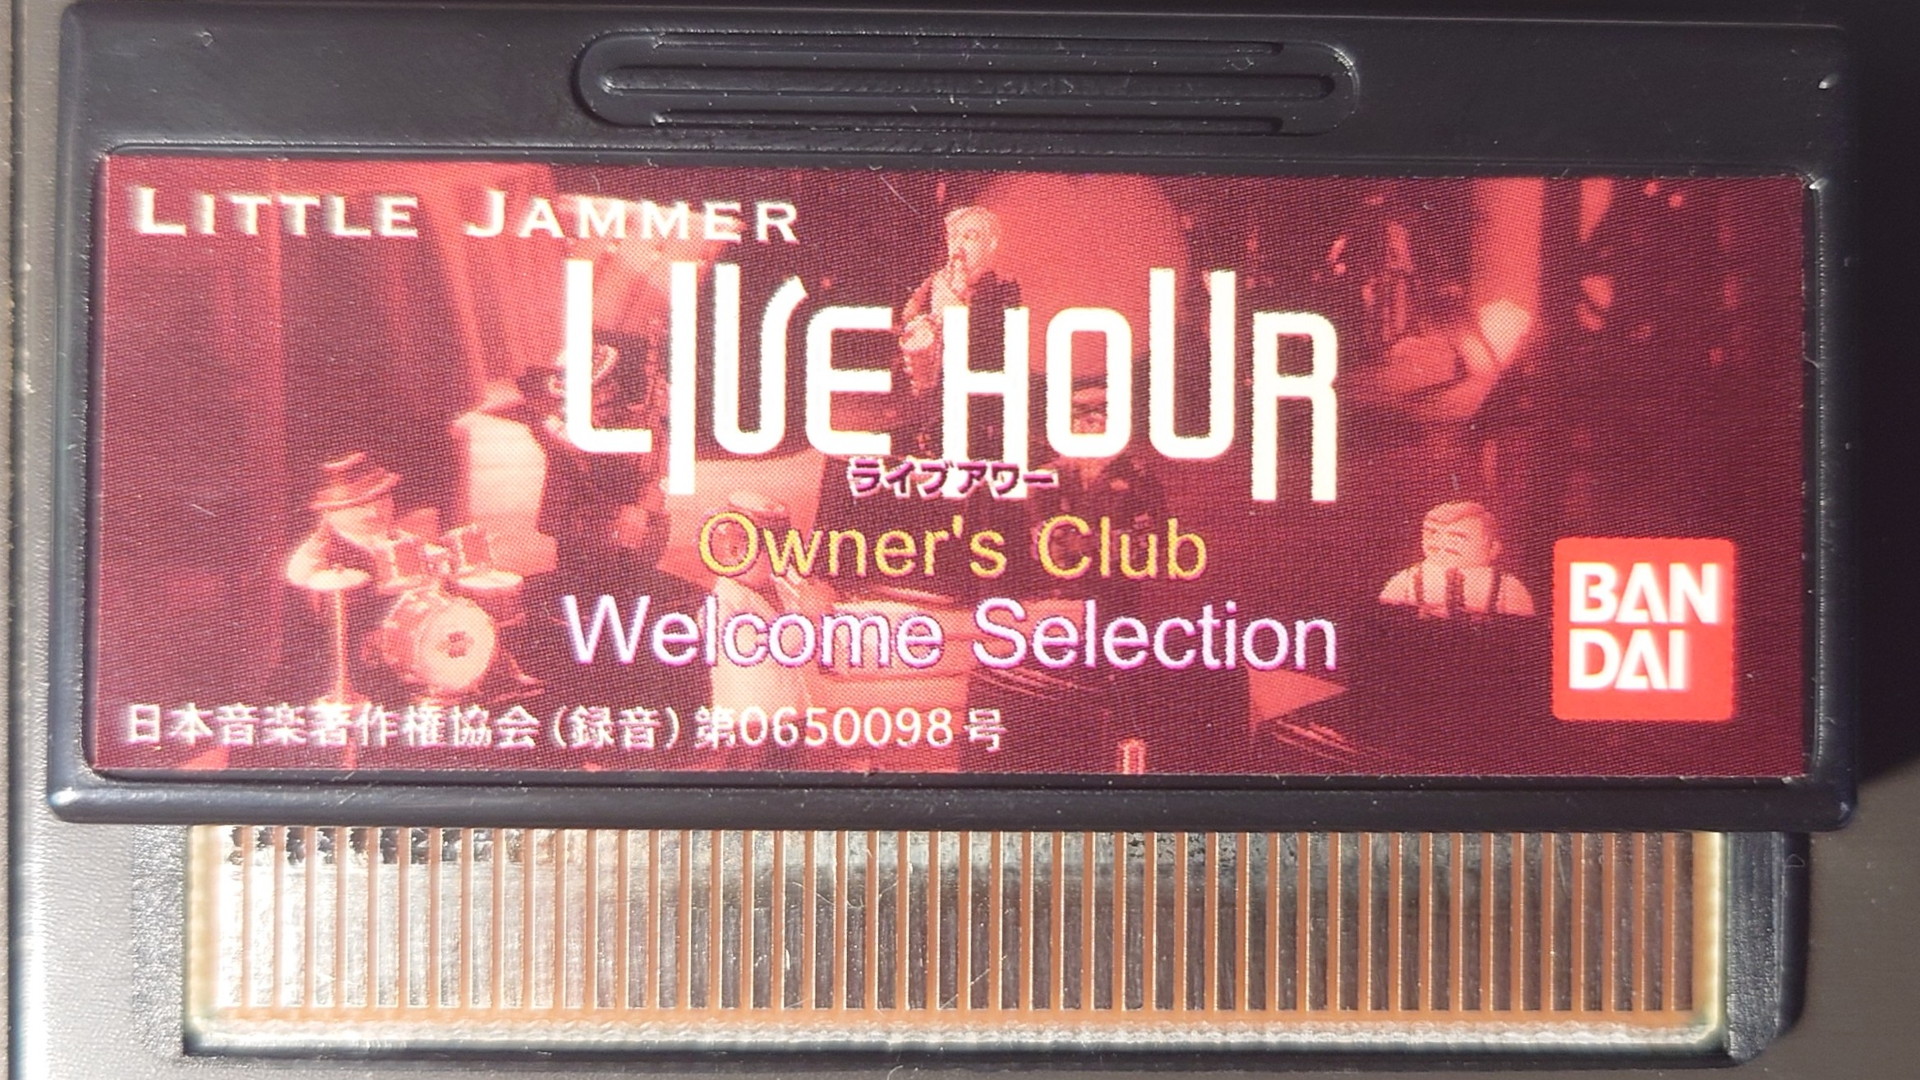 LITTLE JAMMER
LIVE HOUR
ライブアワー
Owner's Club
Welcome Selection
BAN
DAI
日本音楽著作権協会(録音)第0650098号